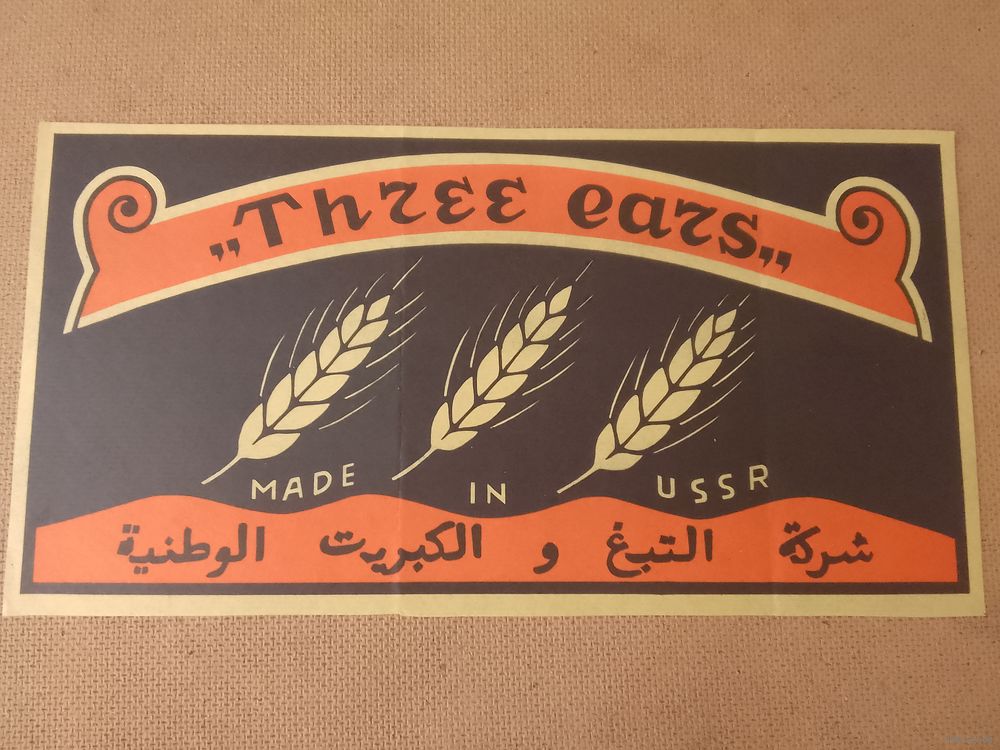 „Three ears„
MADE IN USSR
شركة التبغ و الكبريت الوطنية